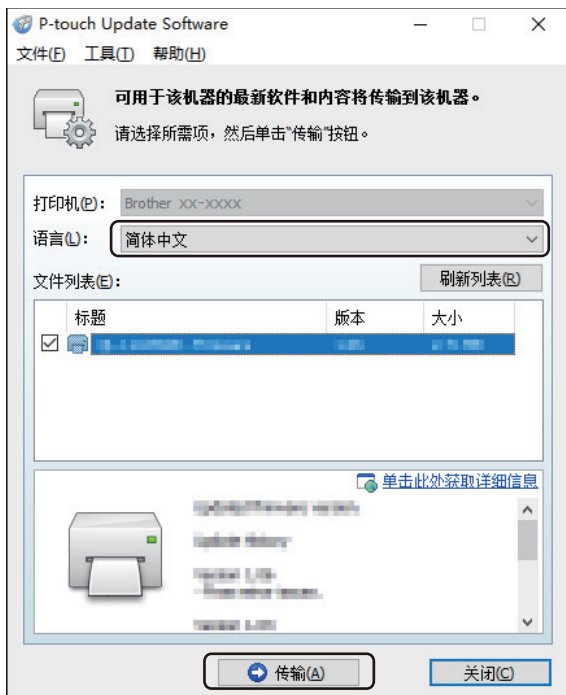 P-touch Update Software
文件(F) 工具(T) 帮助(H)
可用于该机器的最新软件和内容将传输到该机器。
请选择所需项，然后单击"传输"按钮。
打印机(P): Brother XX-XXXX
语言(L): 简体中文
文件列表(E): 刷新列表(R)
标题 版本 大小
单击此处获取详细信息
传输(A) 关闭(C)